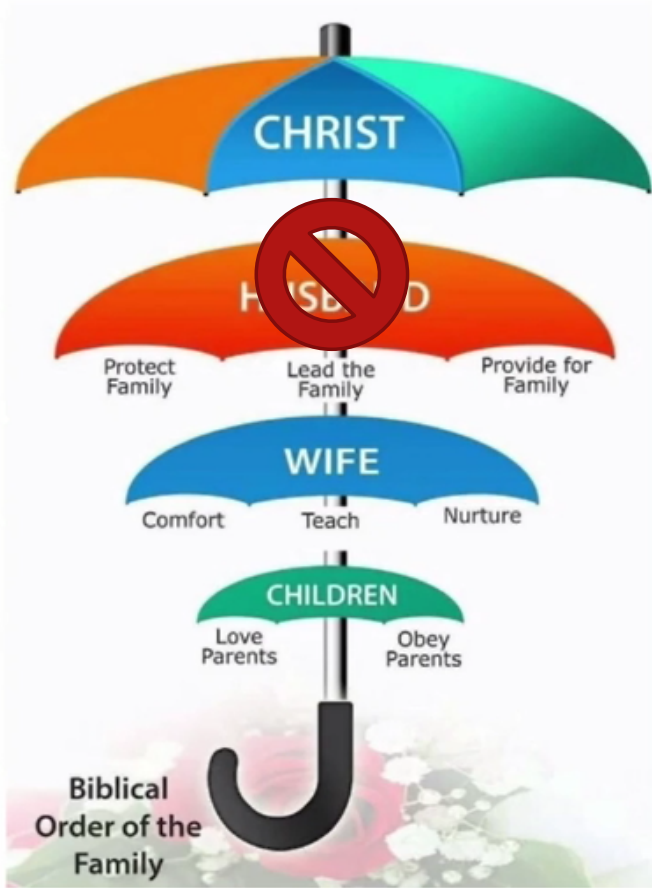 CHRIST
HUSBAND
Protect
Family
Lead the
Family
Provide for
Family
WIFE
Comfort
Teach
Nurture
CHILDREN
Love
Parents
Obey
Parents
Biblical
Order of the
Family